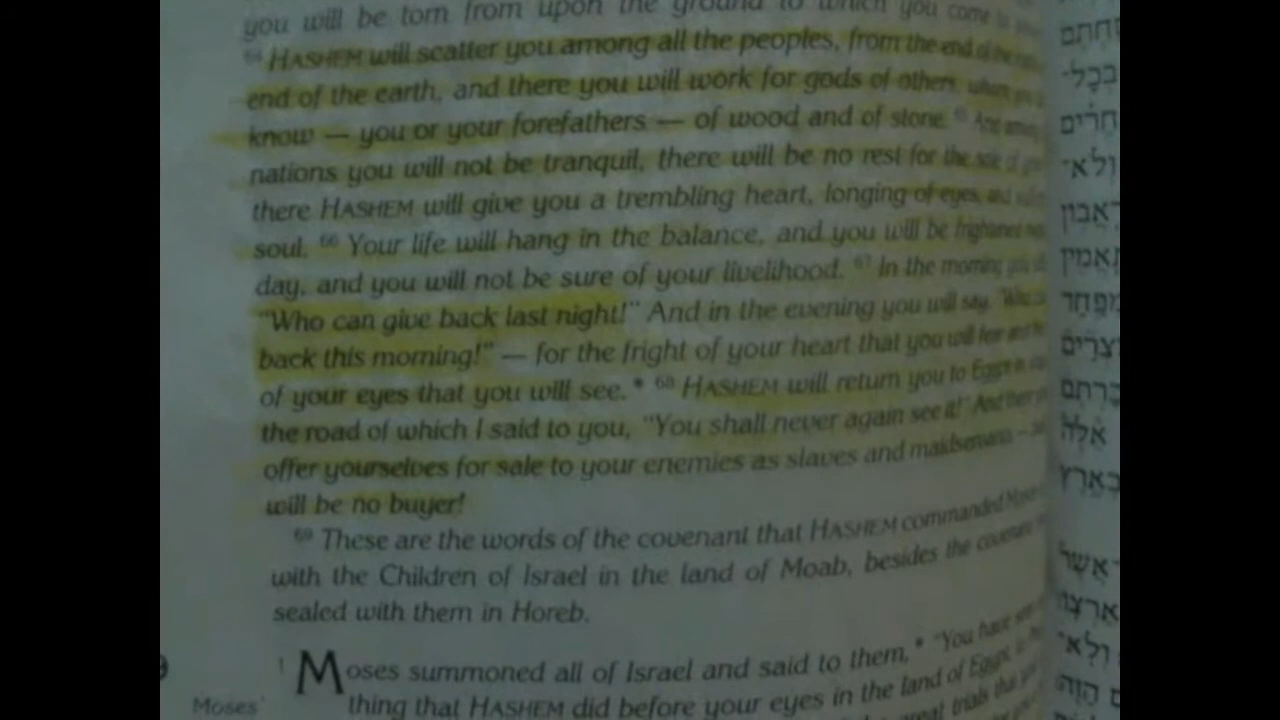 you will be torn from upon the ground to which you come to
64 HASHEM will scatter you among all the peoples, from the end of the
end of the earth, and there you will work for gods of others, whom you
know — you or your forefathers — of wood and of stone. 65 And among
nations you will not be tranquil, there will be no rest for the sole of
there HASHEM will give you a trembling heart, longing of eyes, and
soul. 66 Your life will hang in the balance, and you will be frightened
day, and you will not be sure of your livelihood. 67 In the morning you
"Who can give back last night!" And in the evening you will say, "Who can
back this morning!" — for the fright of your heart that you will fear and the
of your eyes that you will see.* 68 HASHEM will return you to Egypt in
the road of which I said to you, "You shall never again see it!" And there
offer yourselves for sale to your enemies as slaves and maidservants —
will be no buyer!
69 These are the words of the covenant that HASHEM commanded Moses
with the Children of Israel in the land of Moab, besides the covenant
sealed with them in Horeb.
1 Moses summoned all of Israel and said to them,* "You have
Moses'
thing that HASHEM did before your eyes in the land of Egypt,
great trials that
בכל־
ולא־
אלה
אשר
ולא־